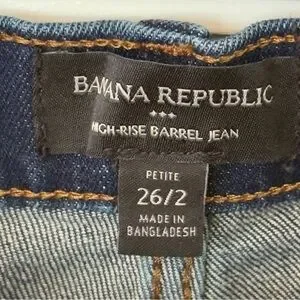 BANANA REPUBLIC
HIGH-RISE BARREL JEAN
PETITE
26/2
MADE IN
BANGLADESH